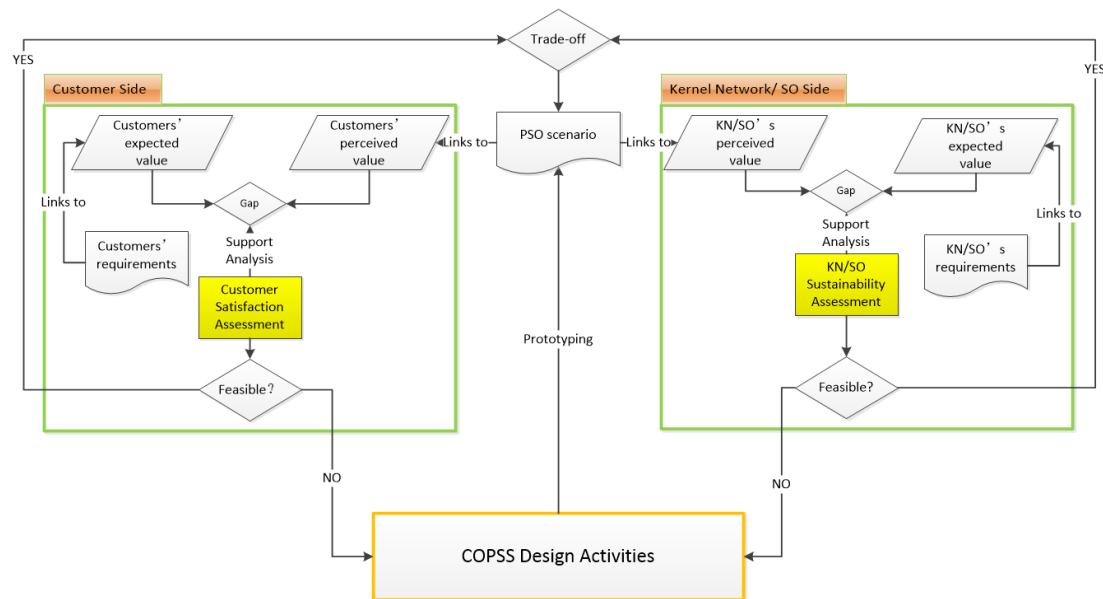 Trade-off
YES
YES
Customer Side
Kernel Network/ SO Side
Customers’
expected
value
Customers’
perceived value
Links to
PSO scenario
Links to
KN/SO’s
perceived
value
KN/SO’s
expected
value
Gap
Gap
Links to
Links to
Support
Analysis
Support
Analysis
Customers’
requirements
KN/SO’s
requirements
Customer
Satisfaction
Assessment
KN/SO
Sustainability
Assessment
Prototyping
Feasible?
Feasible?
NO
NO
COPSS Design Activities